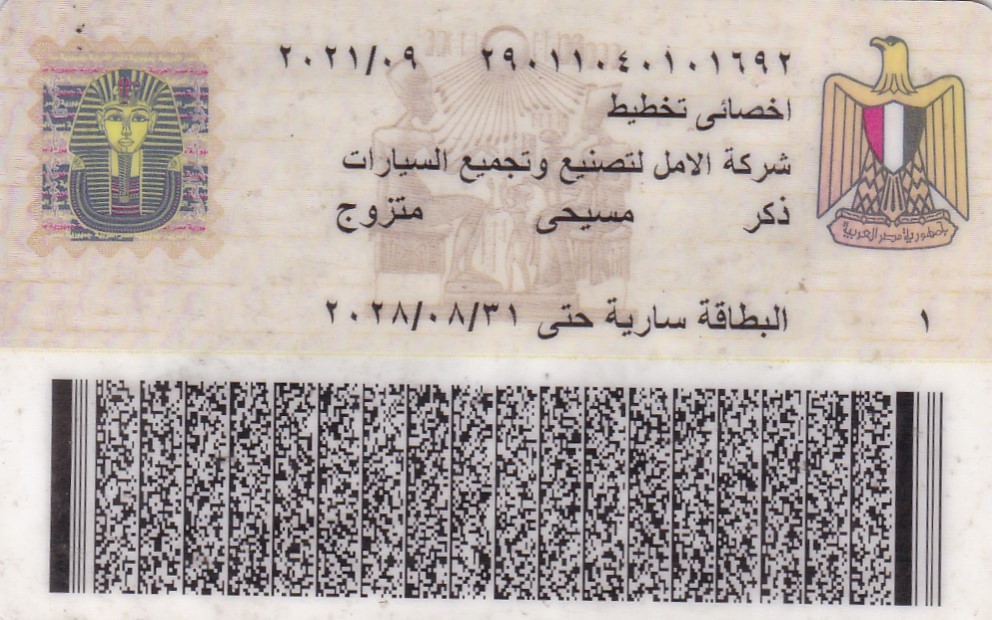 ٢٩٠١١٠٤٠١٠١٦٩٢ ٢٠٢١/٠٩
اخصائى تخطيط
شركة الامل لتصنيع وتجميع السيارات
ذكر مسيحى متزوج
البطاقة سارية حتى ٢٠٢٨/٠٨/٣١
١
جمهورية مصر العربية